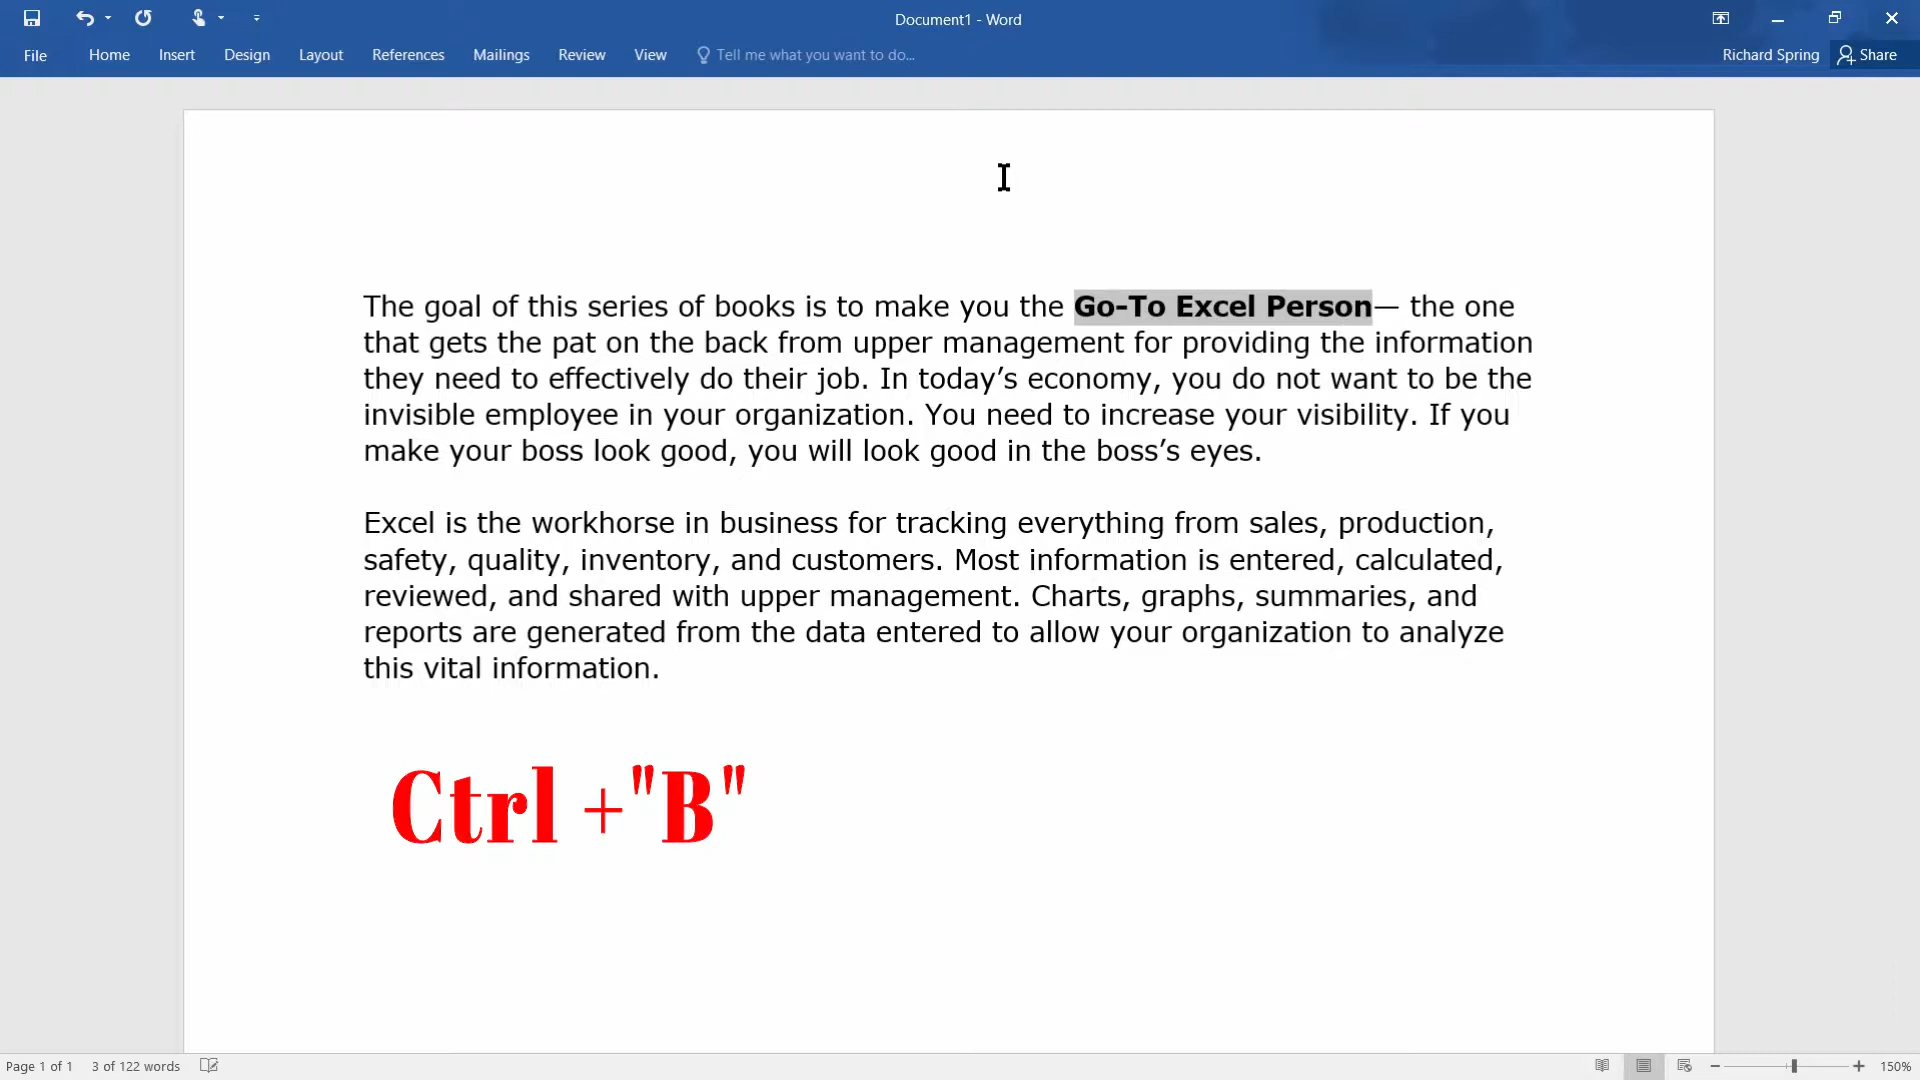 Document1 - Word
File Home Insert Design Layout References Mailings Review View Tell me what you want to do... Richard Spring Share
The goal of this series of books is to make you the Go-To Excel Person— the one
that gets the pat on the back from upper management for providing the information
they need to effectively do their job. In today’s economy, you do not want to be the
invisible employee in your organization. You need to increase your visibility. If you
make your boss look good, you will look good in the boss’s eyes.
Excel is the workhorse in business for tracking everything from sales, production,
safety, quality, inventory, and customers. Most information is entered, calculated,
reviewed, and shared with upper management. Charts, graphs, summaries, and
reports are generated from the data entered to allow your organization to analyze
this vital information.
Ctrl +"B"
Page 1 of 1 3 of 122 words 150%